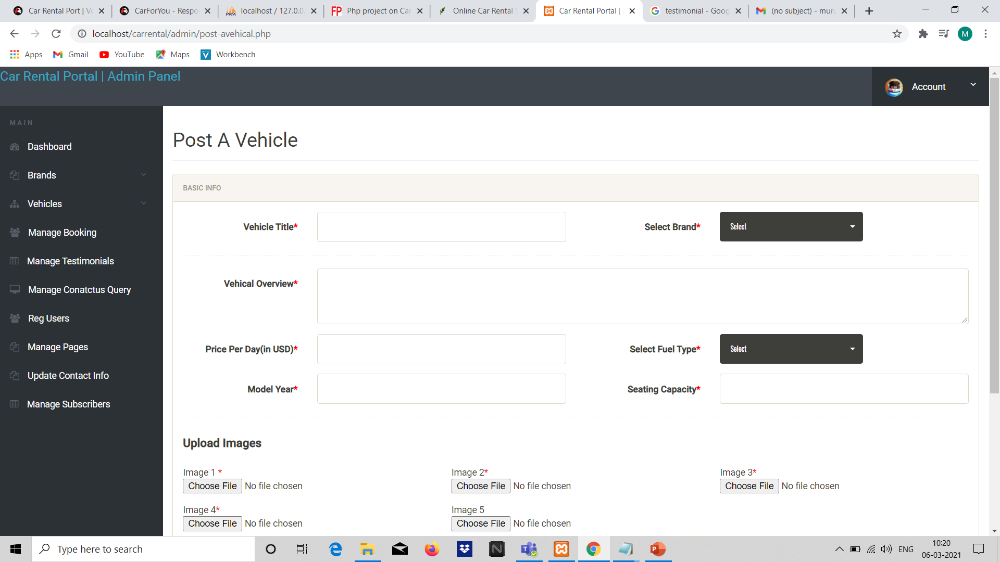 Car Rental Port | Ve
CarForYou - Respo
localhost / 127.0.0.
Php project on Car
Online Car Rental S
Car Rental Portal |
testimonial - Goog
(no subject) - muru
localhost/carrental/admin/post-avehical.php
M
Apps
Gmail
YouTube
Maps
Workbench
Car Rental Portal | Admin Panel
Account
MAIN
Dashboard
Brands
Vehicles
Manage Booking
Manage Testimonials
Manage Conatctus Query
Reg Users
Manage Pages
Update Contact Info
Manage Subscribers
Post A Vehicle
BASIC INFO
Vehicle Title*
Select Brand*
Select
Vehical Overview*
Price Per Day(in USD)*
Select Fuel Type*
Select
Model Year*
Seating Capacity*
Upload Images
Image 1 *
Choose File No file chosen
Image 2*
Choose File No file chosen
Image 3*
Choose File No file chosen
Image 4*
Choose File No file chosen
Image 5
Choose File No file chosen
Type here to search
ENG
10:20
06-03-2021